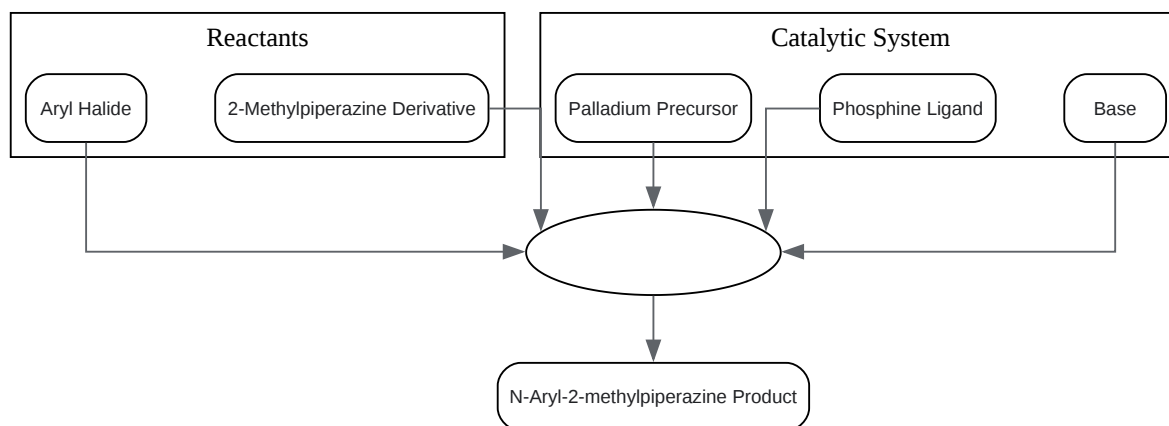 Reactants
Catalytic System
Aryl Halide
2-Methylpiperazine Derivative
Palladium Precursor
Phosphine Ligand
Base
N-Aryl-2-methylpiperazine Product